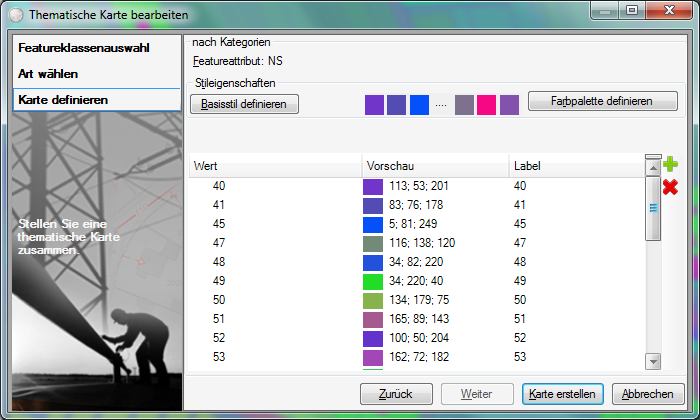 Thematische Karte bearbeiten
Featureklassenauswahl
Art wählen
Karte definieren
Stellen Sie eine
thematische Karte
zusammen.
nach Kategorien
Featureattribut: NS
Stileigenschaften
Basisstil definieren
....
Farbpalette definieren
Wert Vorschau Label
40 113; 53; 201 40
41 83; 76; 178 41
45 5; 81; 249 45
47 116; 138; 120 47
48 34; 82; 220 48
49 34; 220; 40 49
50 134; 179; 75 50
51 165; 89; 143 51
52 100; 50; 204 52
53 162; 72; 182 53
Zurück Weiter Karte erstellen Abbrechen